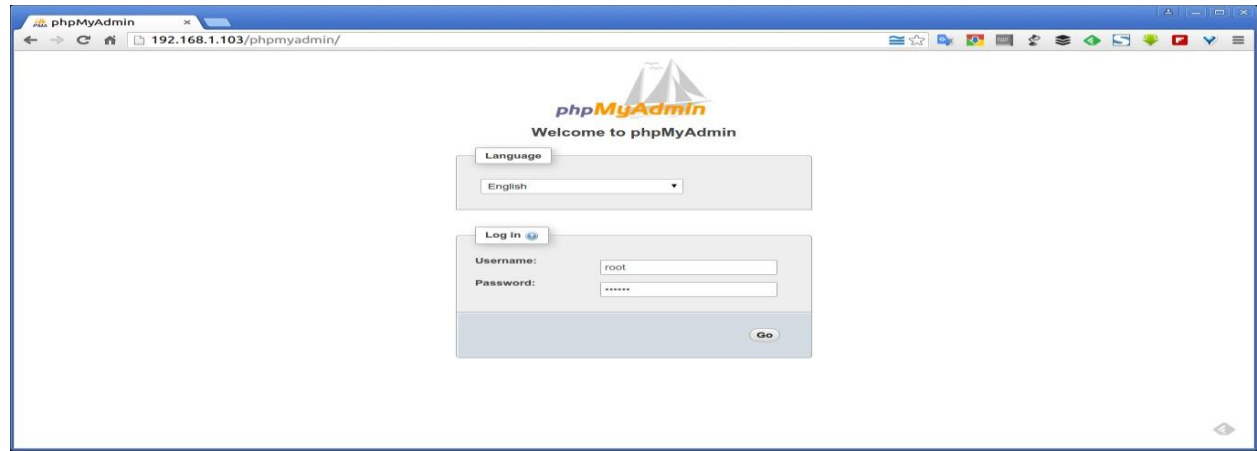 phpMyAdmin
192.168.1.103/phpmyadmin/
phpMyAdmin
Welcome to phpMyAdmin
Language
English
Log in
Username:
root
Password:
Go